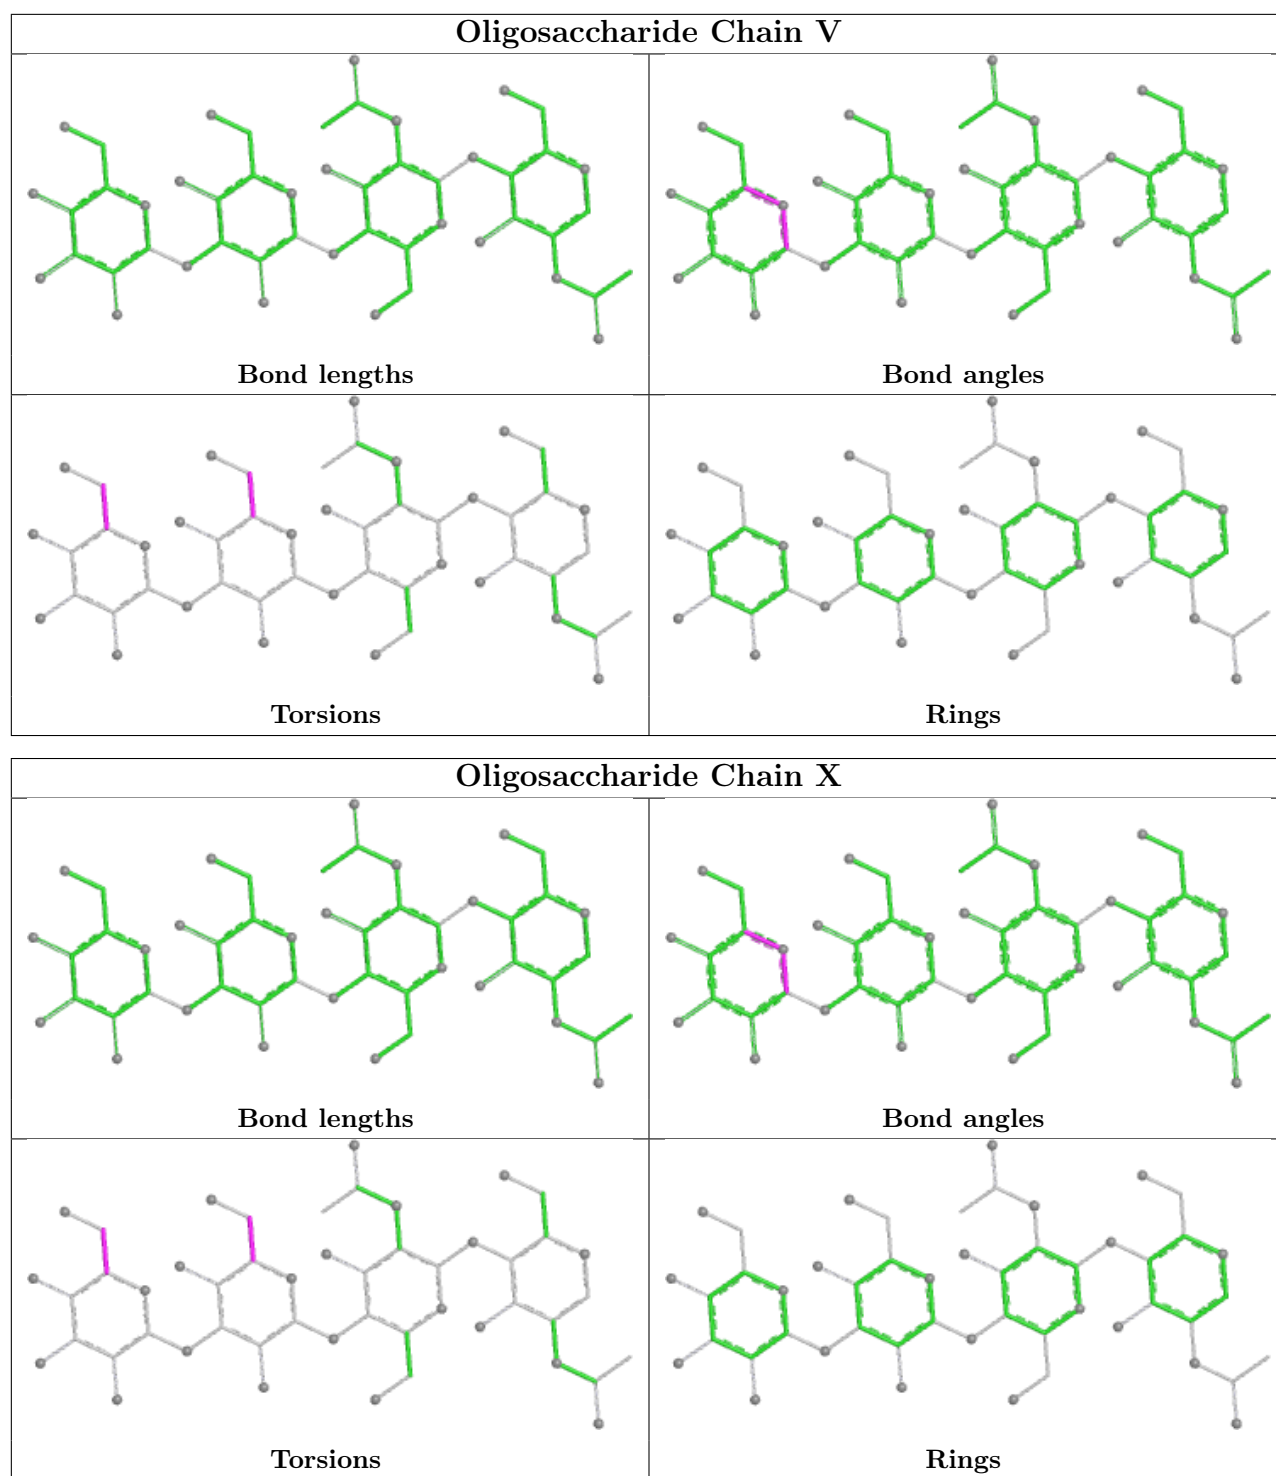 Oligosaccharide Chain V
Bond lengths
Bond angles
Torsions
Rings
Oligosaccharide Chain X
Bond lengths
Bond angles
Torsions
Rings